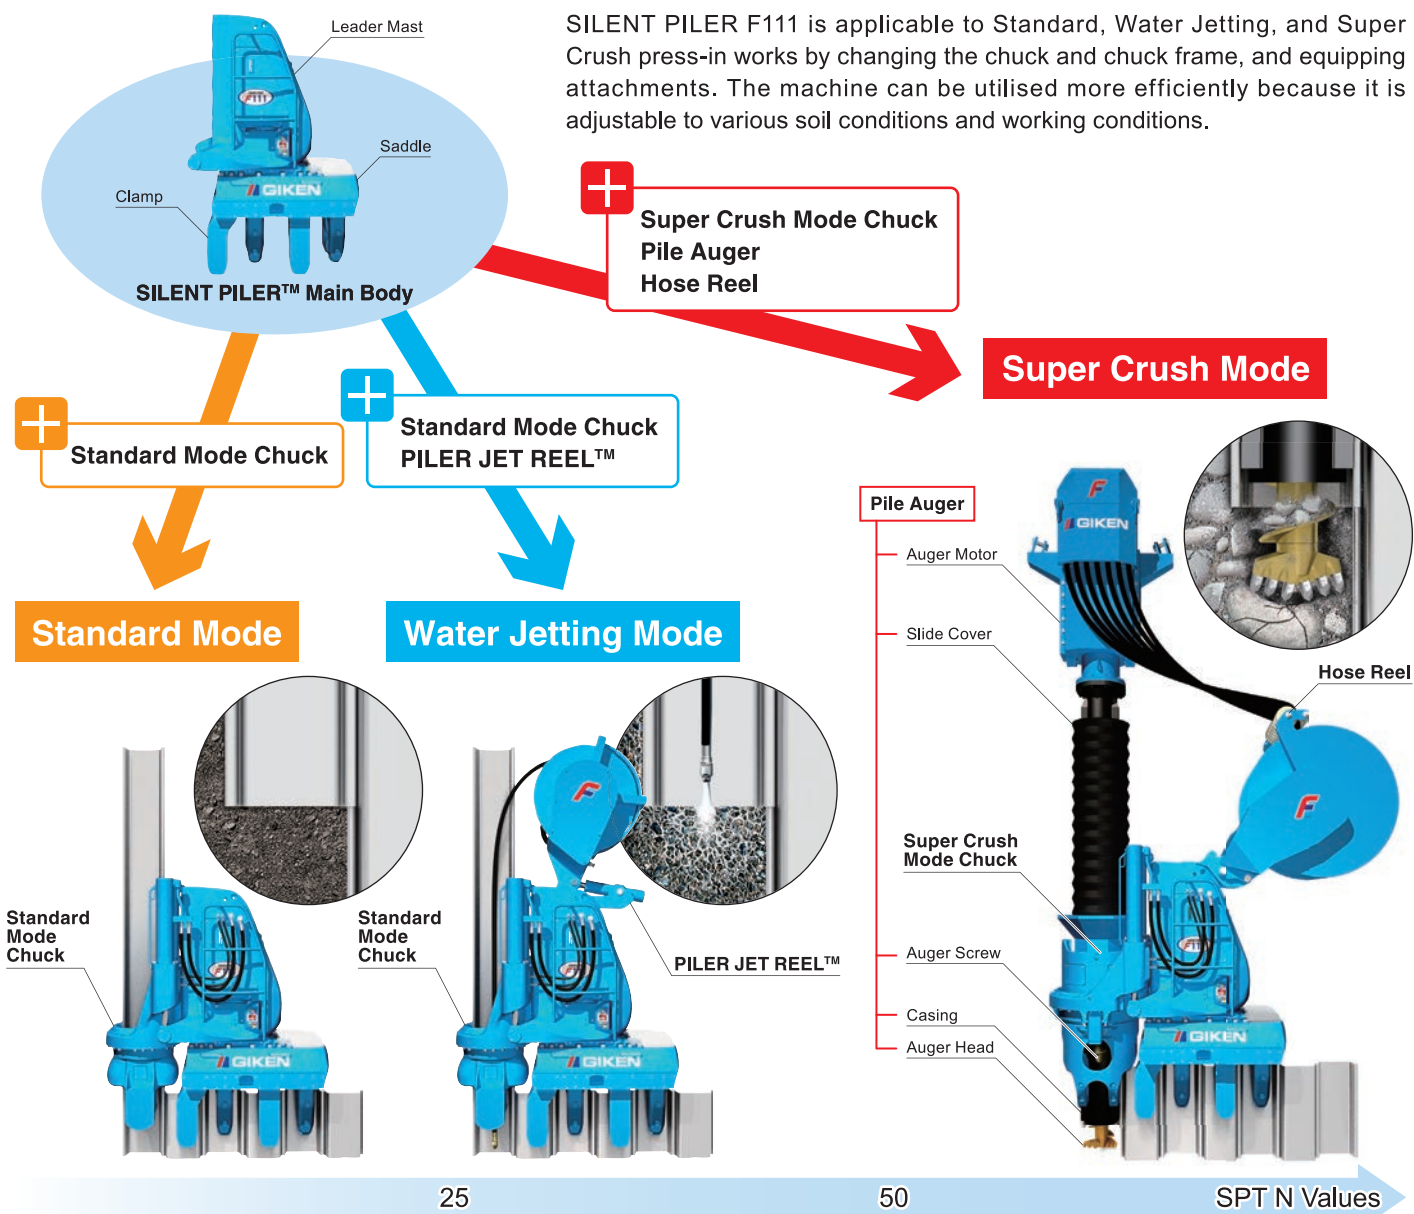 SILENT PILER F111 is applicable to Standard, Water Jetting, and Super
Crush press-in works by changing the chuck and chuck frame, and equipping
attachments. The machine can be utilised more efficiently because it is
adjustable to various soil conditions and working conditions.
Leader Mast
F111
Saddle
GIKEN
Clamp
SILENT PILER™ Main Body
Super Crush Mode Chuck
Pile Auger
Hose Reel
Super Crush Mode
Standard Mode Chuck
Standard Mode Chuck
PILER JET REEL™
Standard Mode
Water Jetting Mode
Standard
Mode
Chuck
F111
GIKEN
Standard
Mode
Chuck
F
PILER JET REEL™
F111
GIKEN
Pile Auger
Auger Motor
Slide Cover
F
GIKEN
Hose Reel
F
Super Crush
Mode Chuck
Auger Screw
Casing
Auger Head
F111
GIKEN
25
50
SPT N Values